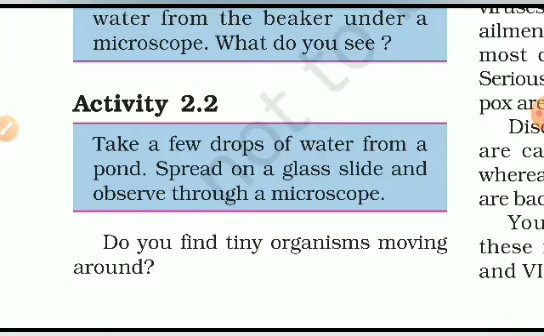 water from the beaker under a
microscope. What do you see ?
Activity 2.2
Take a few drops of water from a
pond. Spread on a glass slide and
observe through a microscope.
Do you find tiny organisms moving
around?
ailmen
most
Serious
pox are
Dis
are ca
wherea
are bac
You
these
and VI
not to